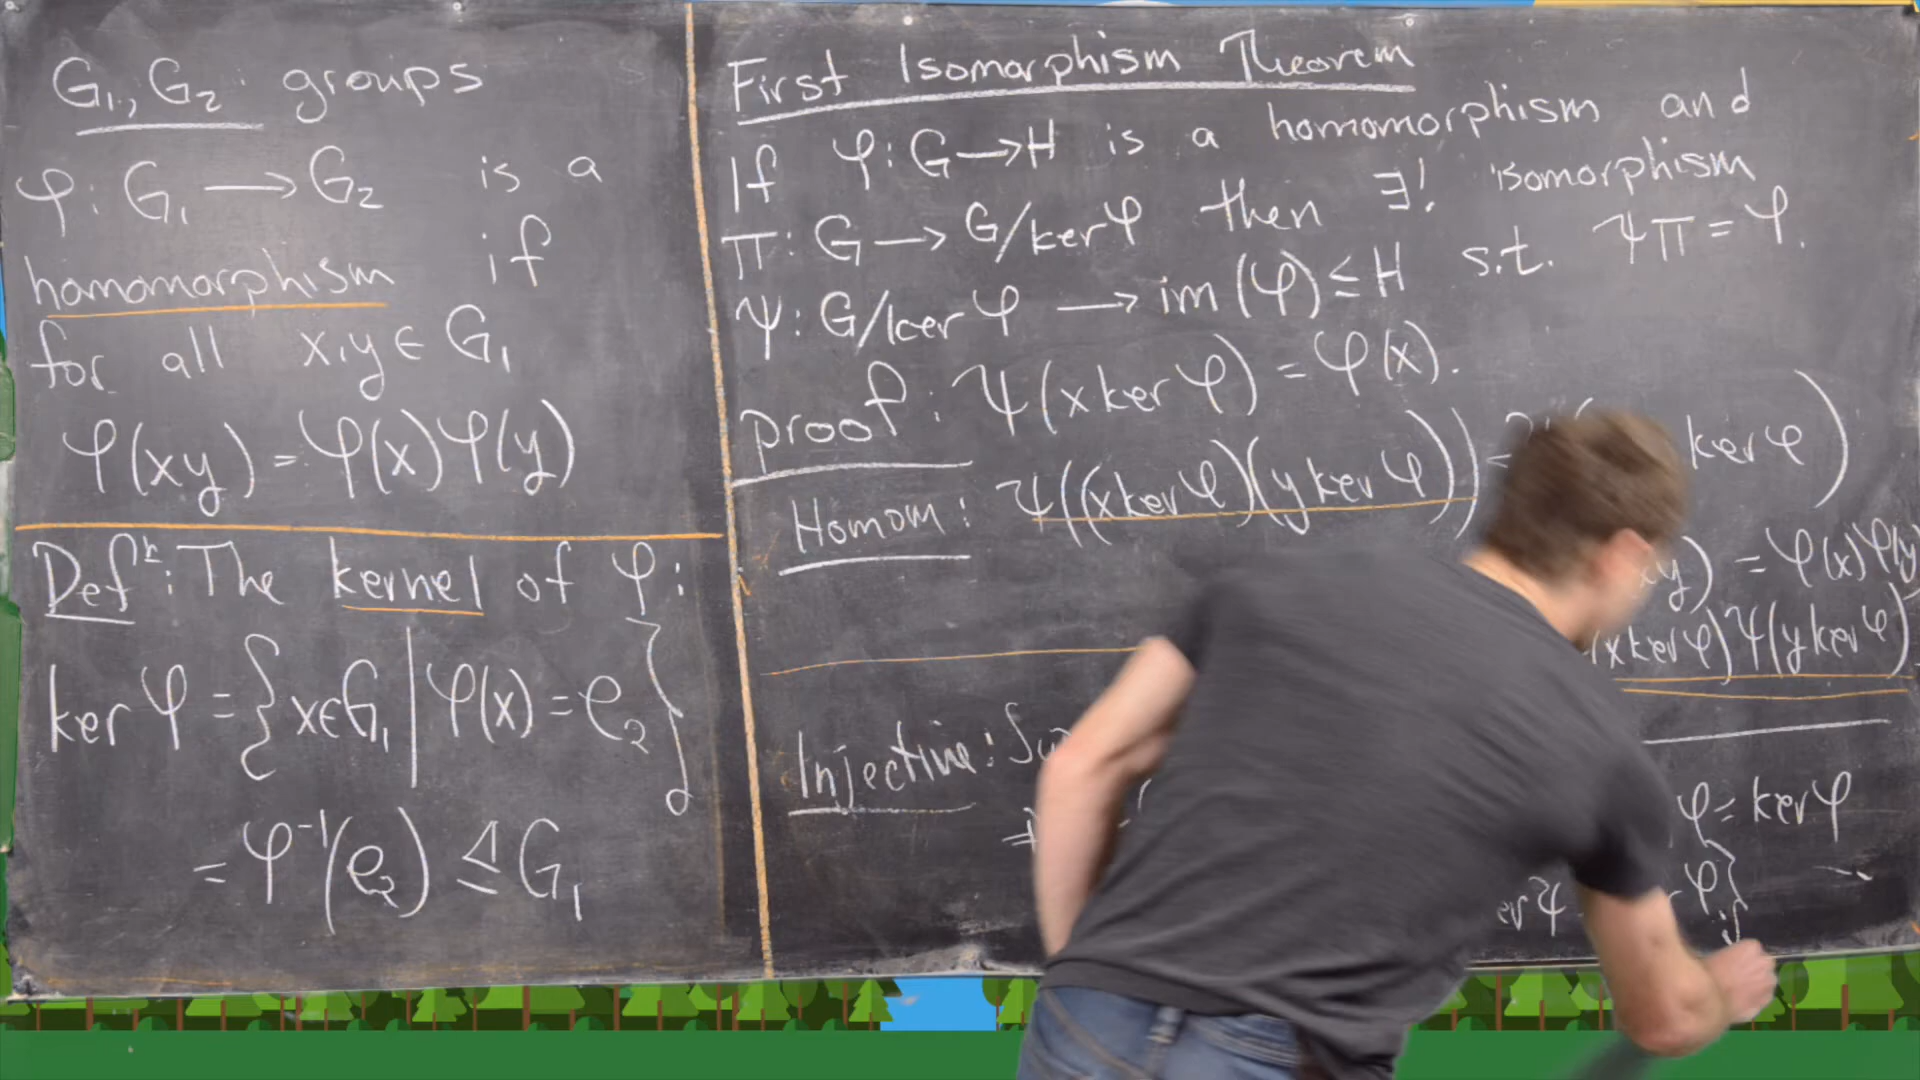 G₁, G₂ groups
φ: G₁ → G₂ is a
homomorphism if
for all x,y ∈ G₁
φ(xy) = φ(x)φ(y)
Defⁿ: The kernel of φ:
ker φ = {x∈G₁ | φ(x) = e₂}
= φ⁻¹(e₂) ⊴ G₁
First Isomorphism Theorem
If φ: G → H is a homomorphism and
π: G → G/ker φ then ∃! isomorphism
ψ: G/ker φ → im(φ) ≤ H s.t. ψπ = φ.
proof: ψ(x ker φ) = φ(x).
Homom: ψ((x ker φ)(y ker φ)) = ker φ)
y) = φ(x)φ(y)
(x ker φ)ψ(y ker φ)
Injective:
φ = ker φ
φ}